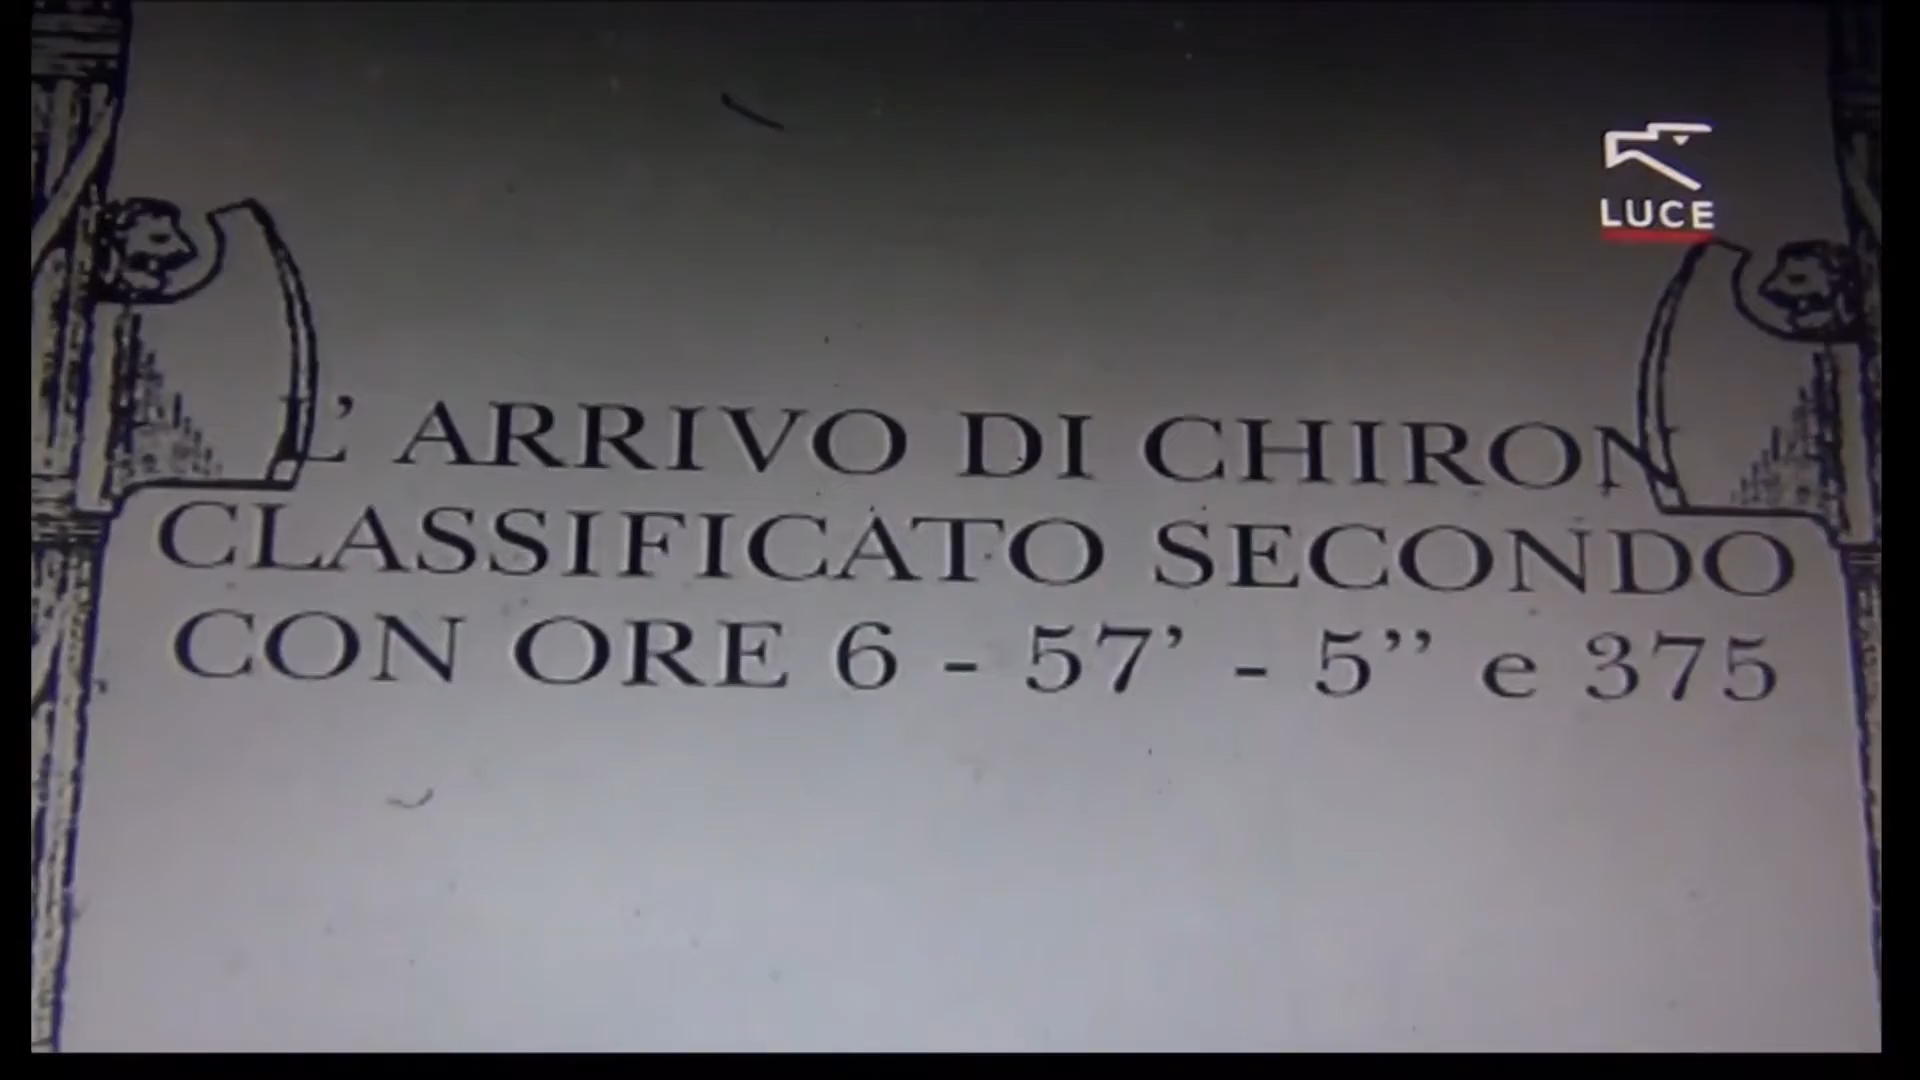 LUCE
L' ARRIVO DI CHIRON
CLASSIFICATO SECONDO
CON ORE 6 - 57’ - 5’’ e 375